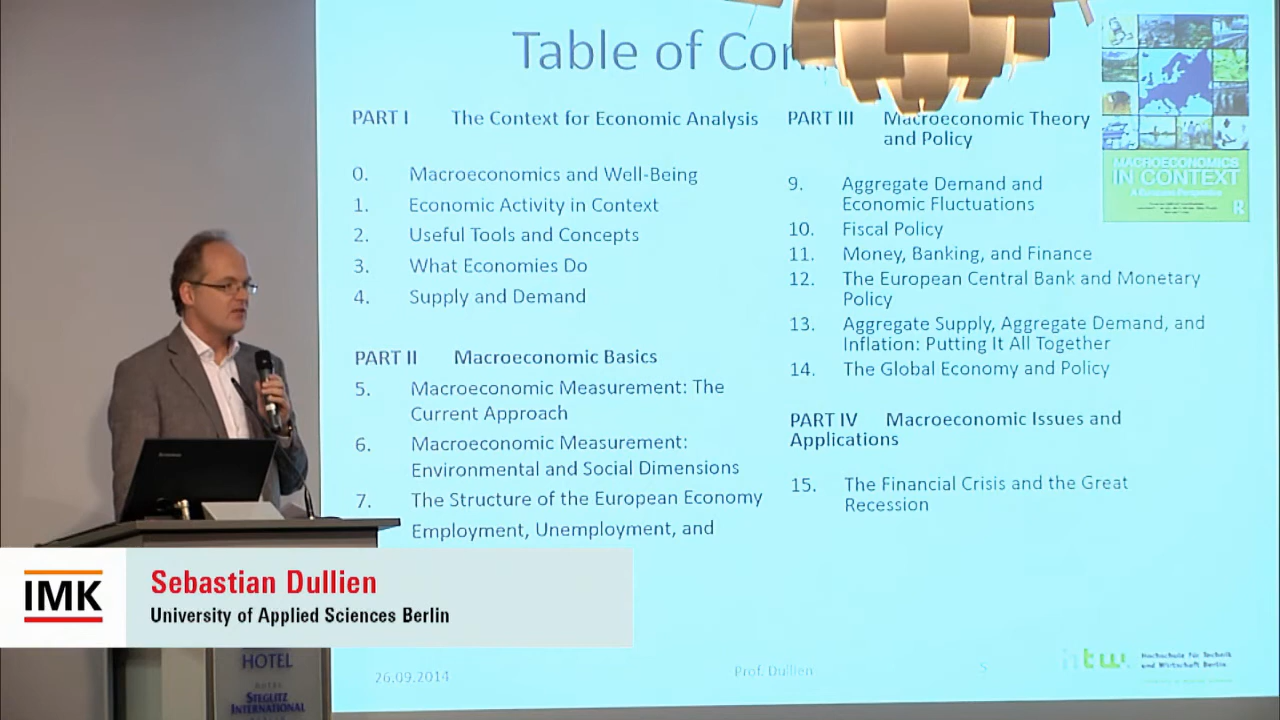 Table of Con
PART I The Context for Economic Analysis
0. Macroeconomics and Well-Being
1. Economic Activity in Context
2. Useful Tools and Concepts
3. What Economies Do
4. Supply and Demand
PART II Macroeconomic Basics
5. Macroeconomic Measurement: The
Current Approach
6. Macroeconomic Measurement:
Environmental and Social Dimensions
7. The Structure of the European Economy
Employment, Unemployment, and
PART III Macroeconomic Theory
and Policy
9. Aggregate Demand and
Economic Fluctuations
10. Fiscal Policy
11. Money, Banking, and Finance
12. The European Central Bank and Monetary
Policy
13. Aggregate Supply, Aggregate Demand, and
Inflation: Putting It All Together
14. The Global Economy and Policy
PART IV Macroeconomic Issues and
Applications
15. The Financial Crisis and the Great
Recession
MACROECONOMICS
IN CONTEXT
A European Perspective
R
lenovo
IMK
Sebastian Dullien
University of Applied Sciences Berlin
HOTEL
HOTEL
STEGLITZ
INTERNATIONAL
26.09.2014
Prof. Dullien
5
htw.
Hochschule für Technik
und Wirtschaft Berlin